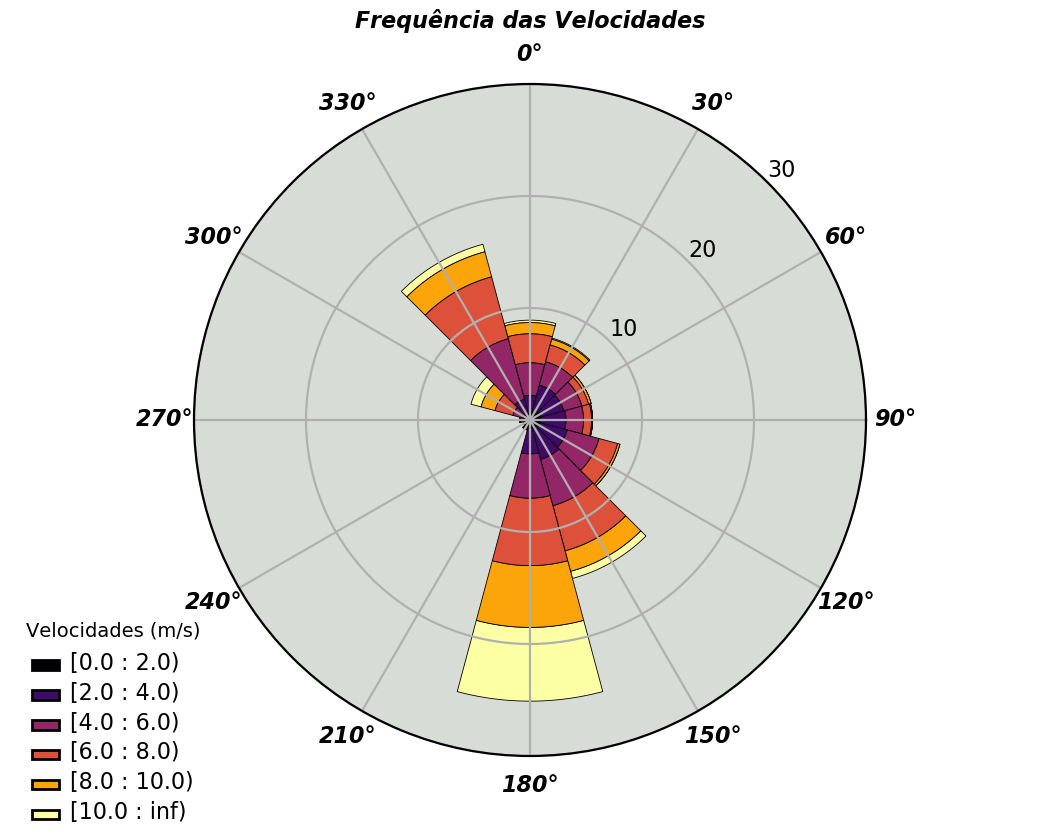 Frequência das Velocidades
0°
330°
30°
30
300°
60°
20
10
270°
90°
240°
120°
Velocidades (m/s)
[0.0 : 2.0)
[2.0 : 4.0)
[4.0 : 6.0)
[6.0 : 8.0)
[8.0 : 10.0)
[10.0 : inf)
210°
150°
180°